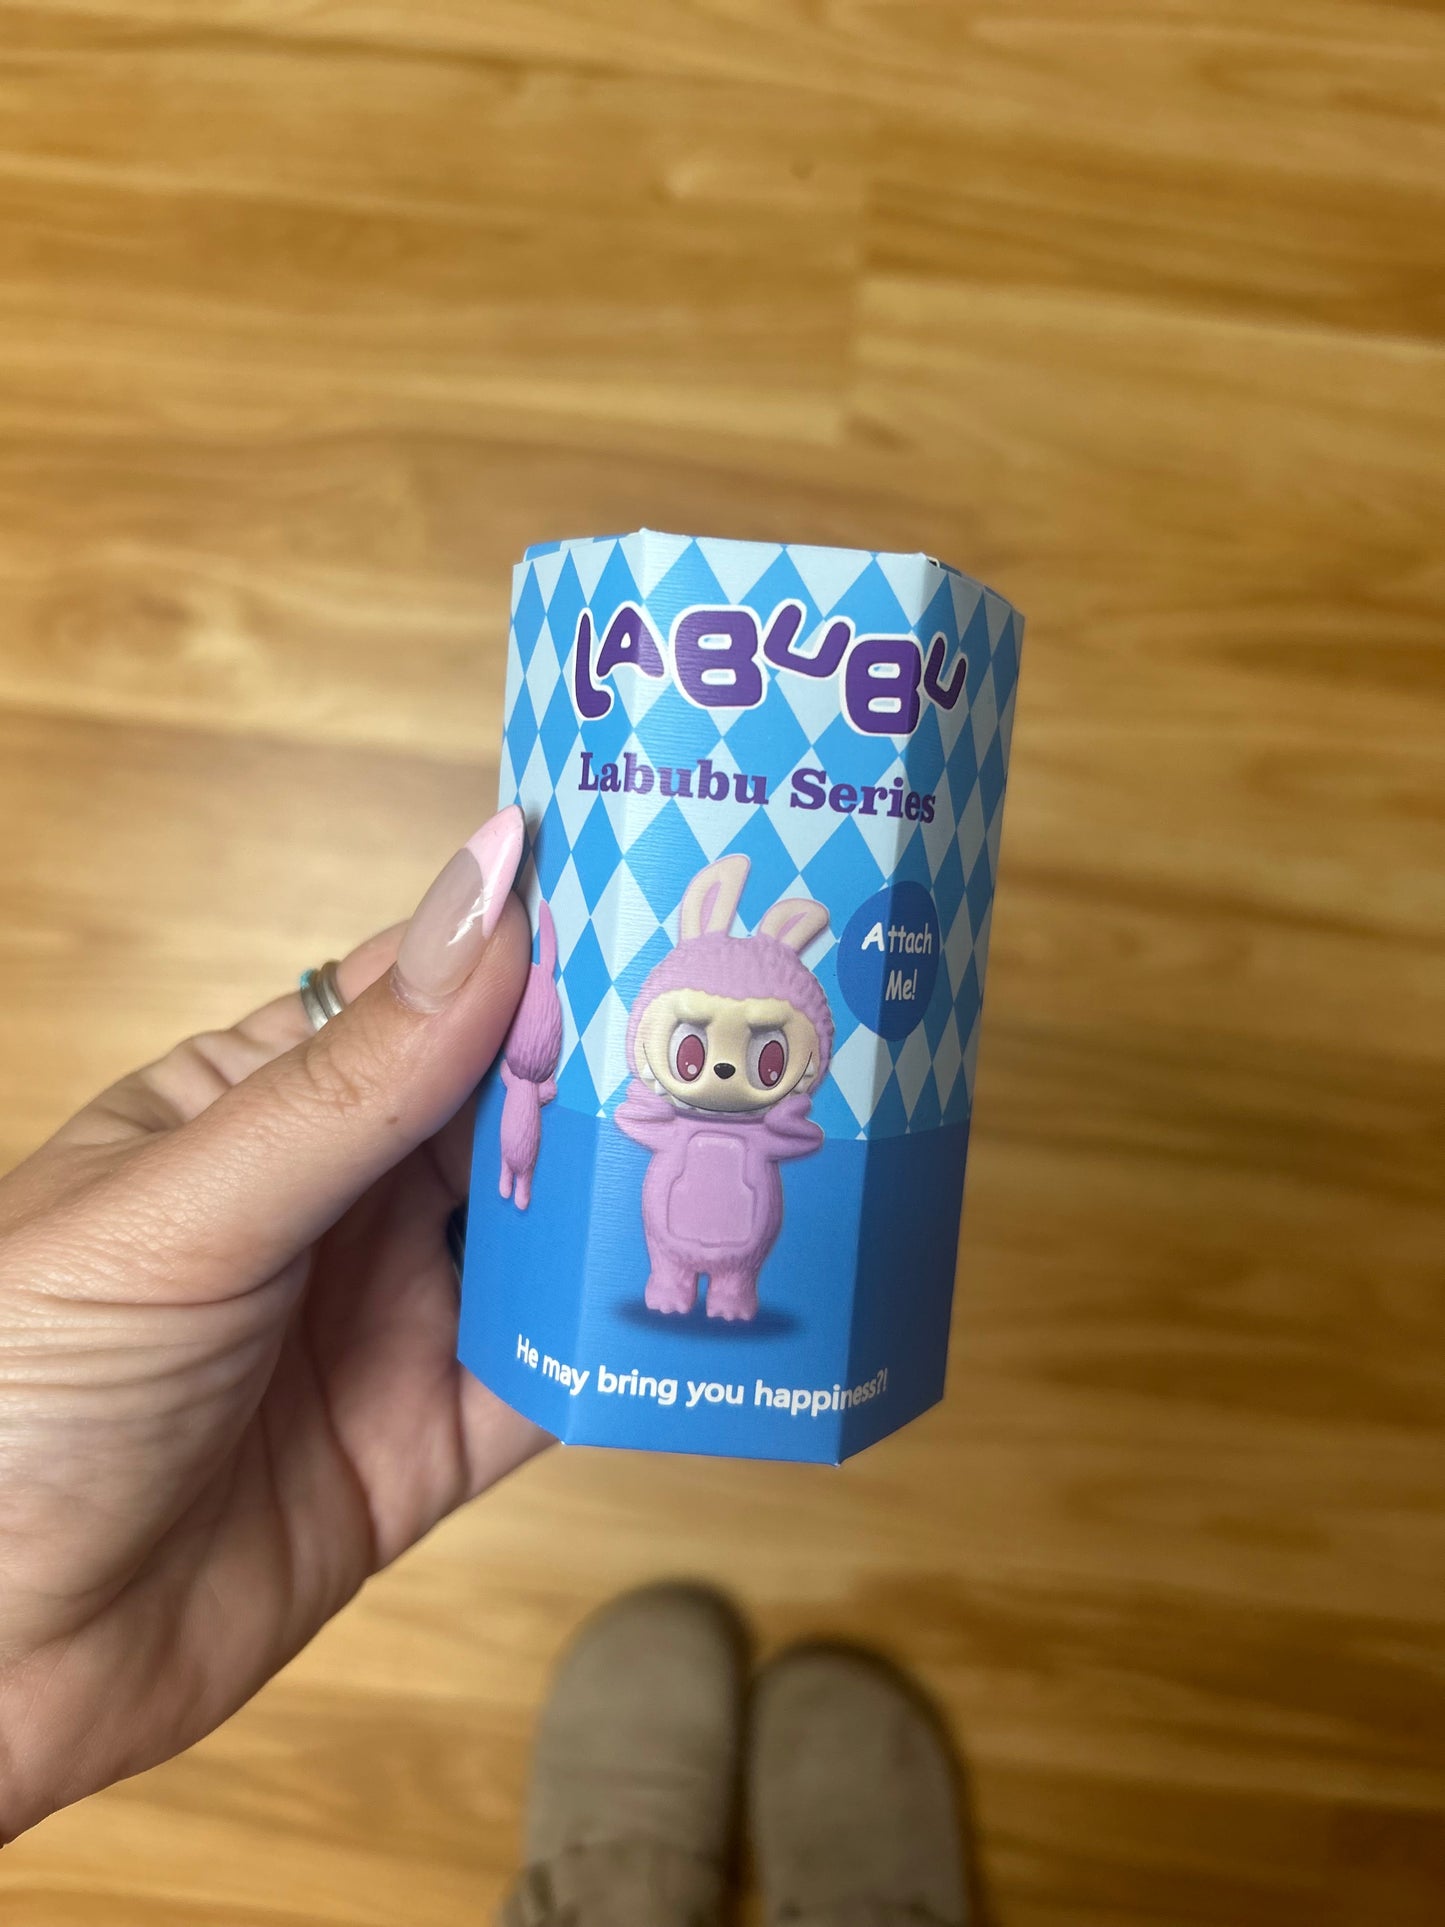 LABUBU
Labubu Series
Attach
Me!
He may bring you happiness?!